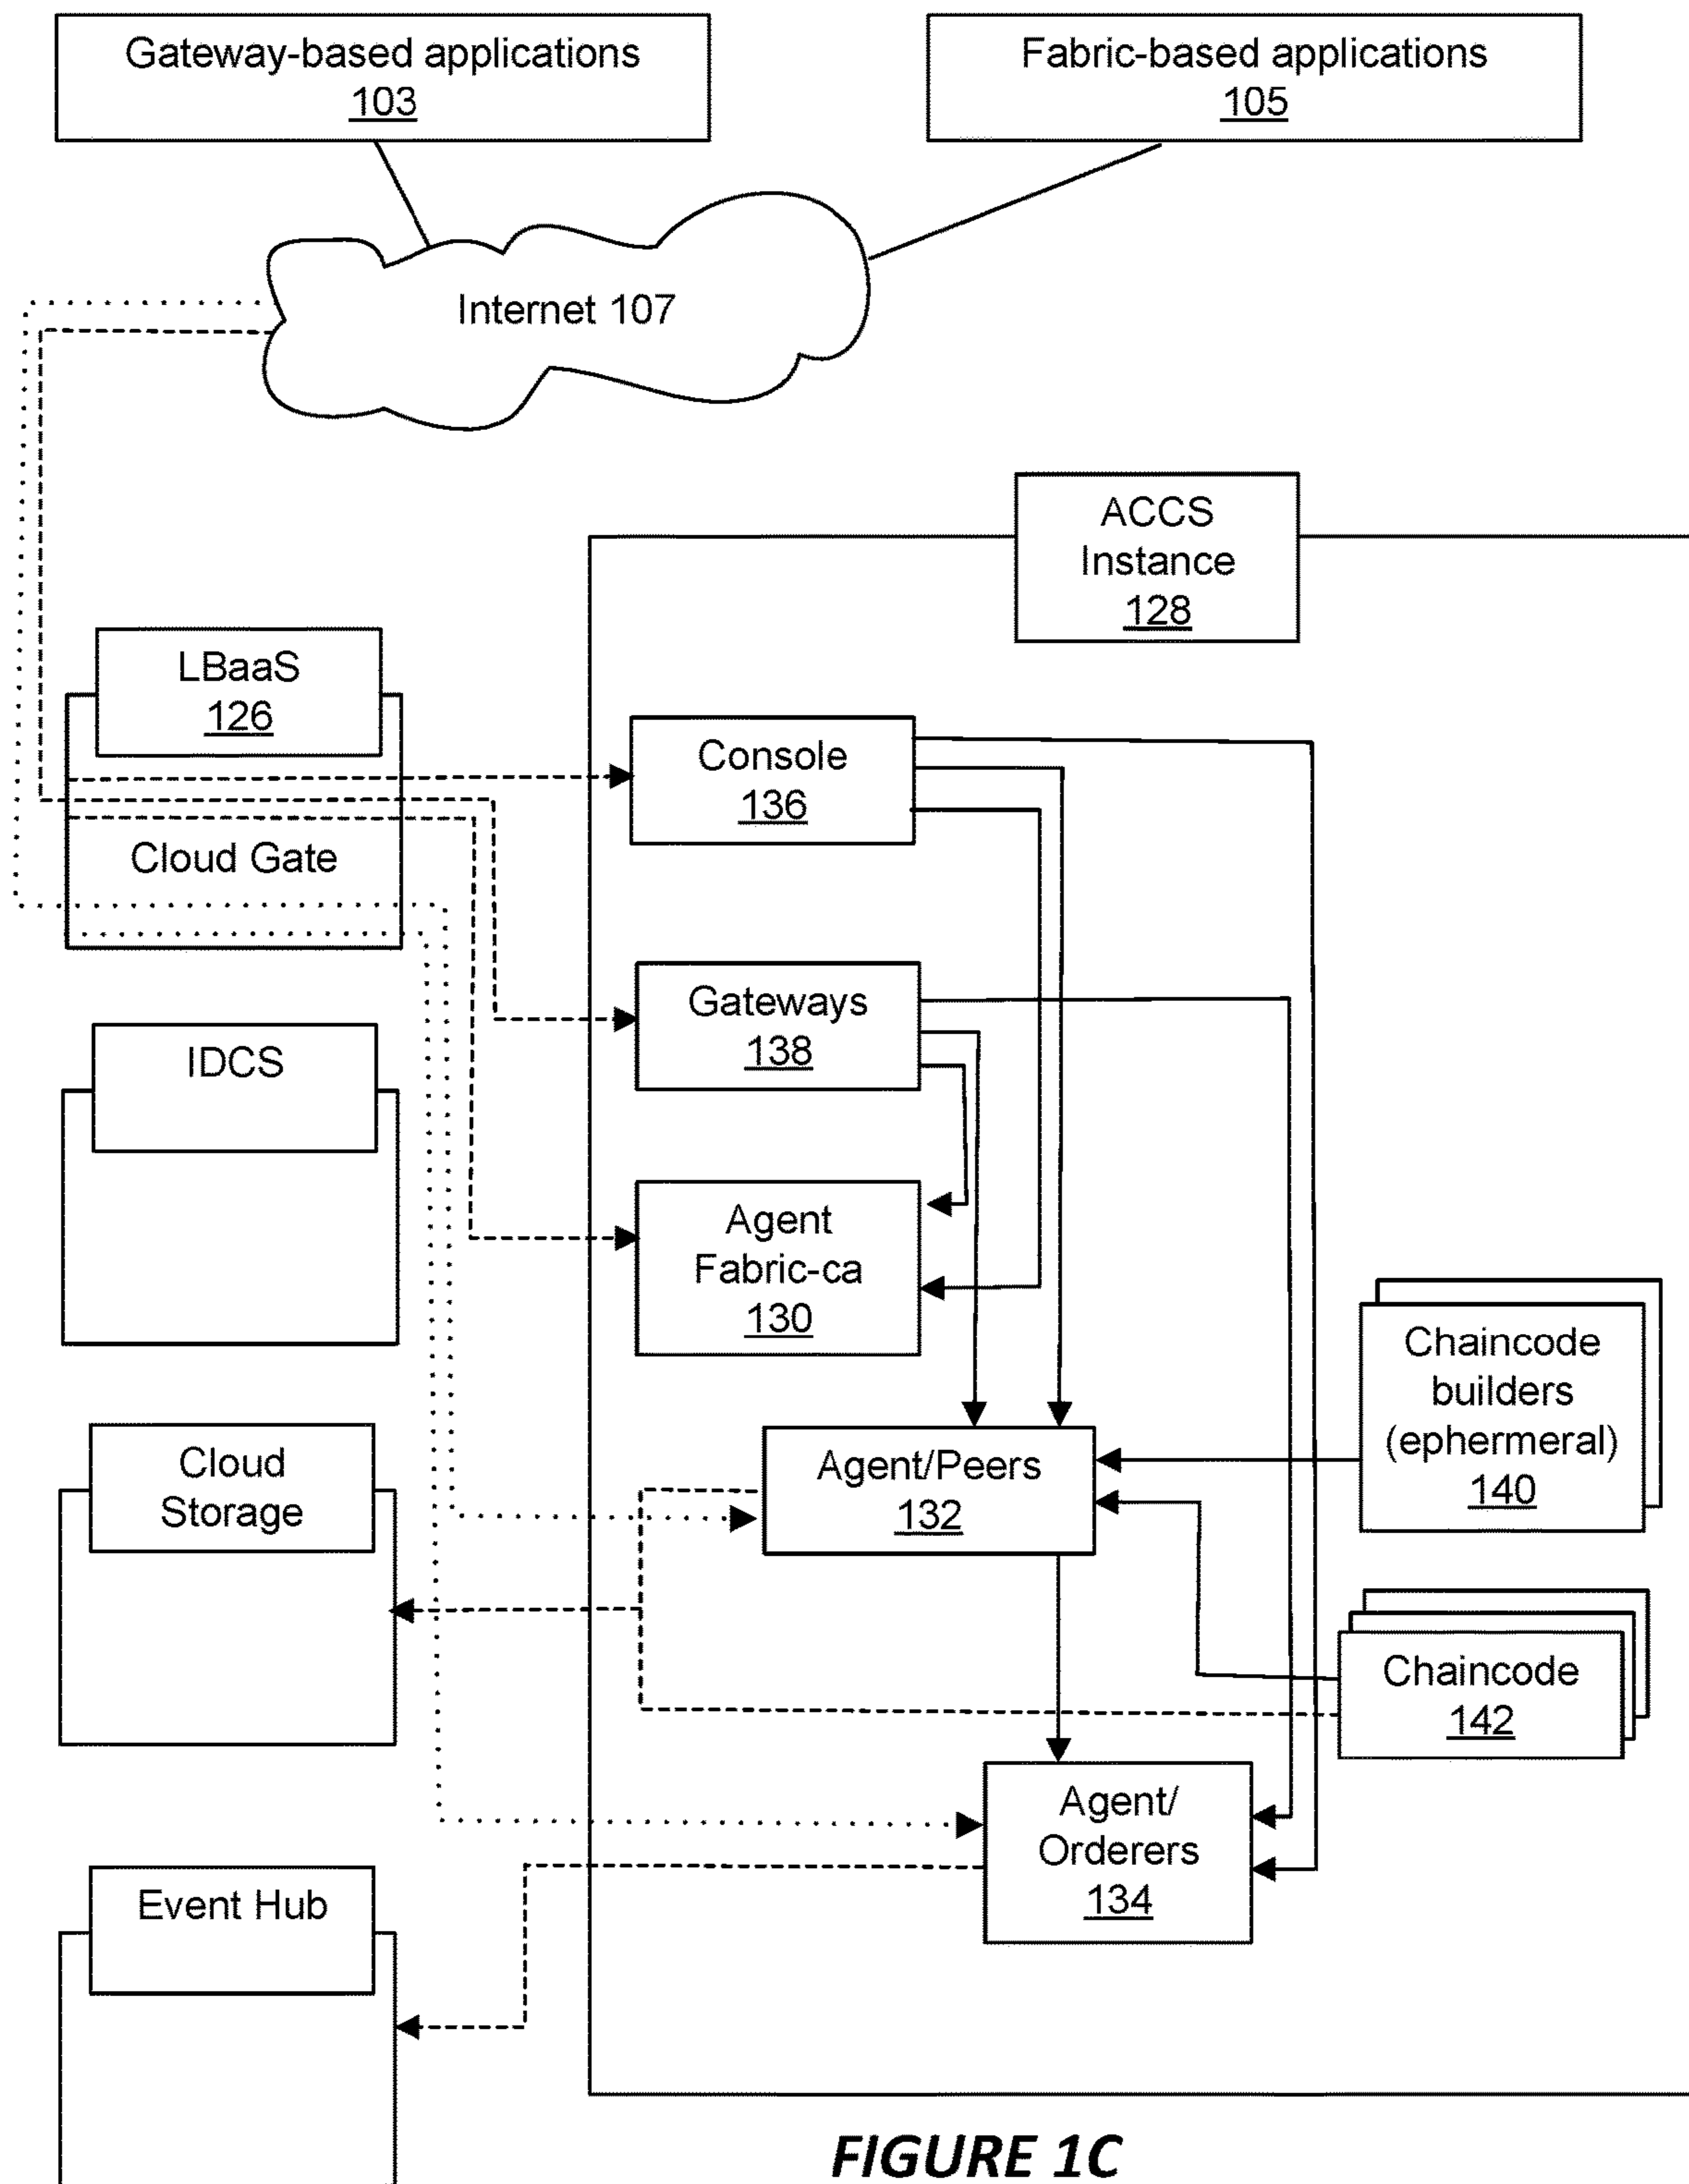 Gateway-based applications
103
Fabric-based applications
105
Internet 107
ACCS
Instance
128
LBaaS
126
Cloud Gate
Console
136
Gateways
138
IDCS
Agent
Fabric-ca
130
Chaincode
builders
(ephermeral)
140
Cloud
Storage
Agent/Peers
132
Chaincode
142
Agent/
Orderers
134
Event Hub
FIGURE 1C